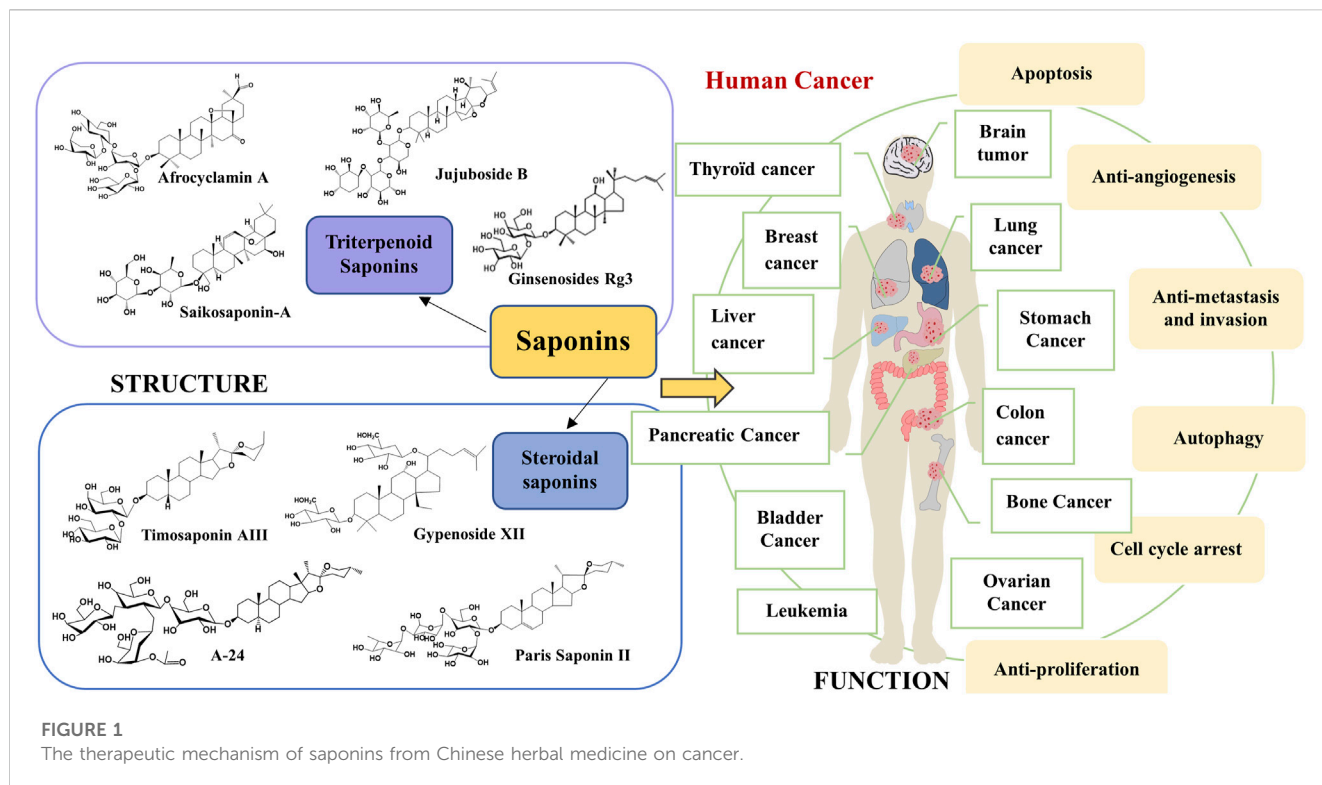 Afrocyclamin A
Jujuboside B
Saikosaponin-A
Triterpenoid
Saponins
Ginsenosides Rg3
Saponins
STRUCTURE
Steroidal
saponins
Timosaponin AIII
Gypenoside XII
A-24
Paris Saponin II
Human Cancer
Brain
tumor
Thyroïd cancer
Breast
cancer
Lung
cancer
Liver
cancer
Stomach
Cancer
Pancreatic Cancer
Colon
cancer
Bone Cancer
Bladder
Cancer
Ovarian
Cancer
Leukemia
FUNCTION
Apoptosis
Anti-angiogenesis
Anti-metastasis
and invasion
Autophagy
Cell cycle arrest
Anti-proliferation
FIGURE 1
The therapeutic mechanism of saponins from Chinese herbal medicine on cancer.